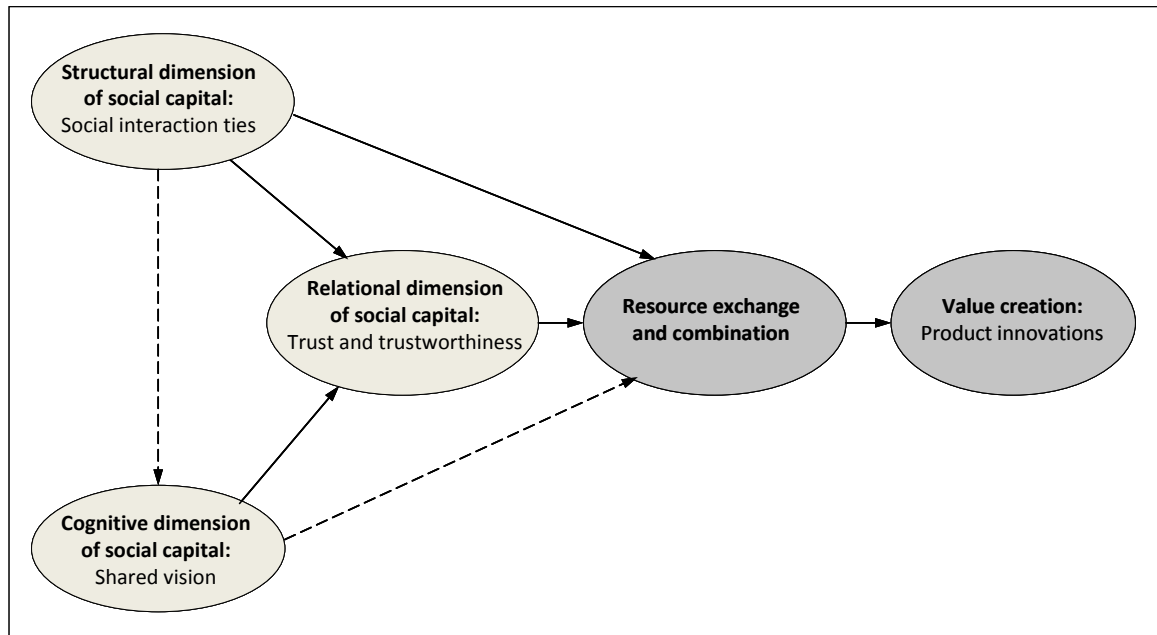 Structural dimension
of social capital:
Social interaction ties
Relational dimension
of social capital:
Trust and trustworthiness
Resource exchange
and combination
Value creation:
Product innovations
Cognitive dimension
of social capital:
Shared vision